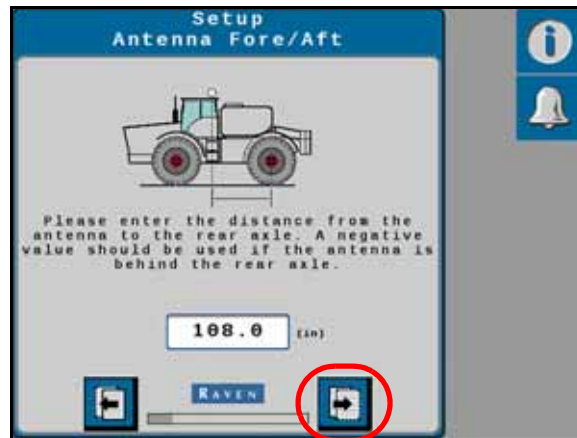 Setup
Antenna Fore/Aft
Please enter the distance from the
antenna to the rear axle. A negative
value should be used if the antenna is
behind the rear axle.
108.0 [in]
RAVEN